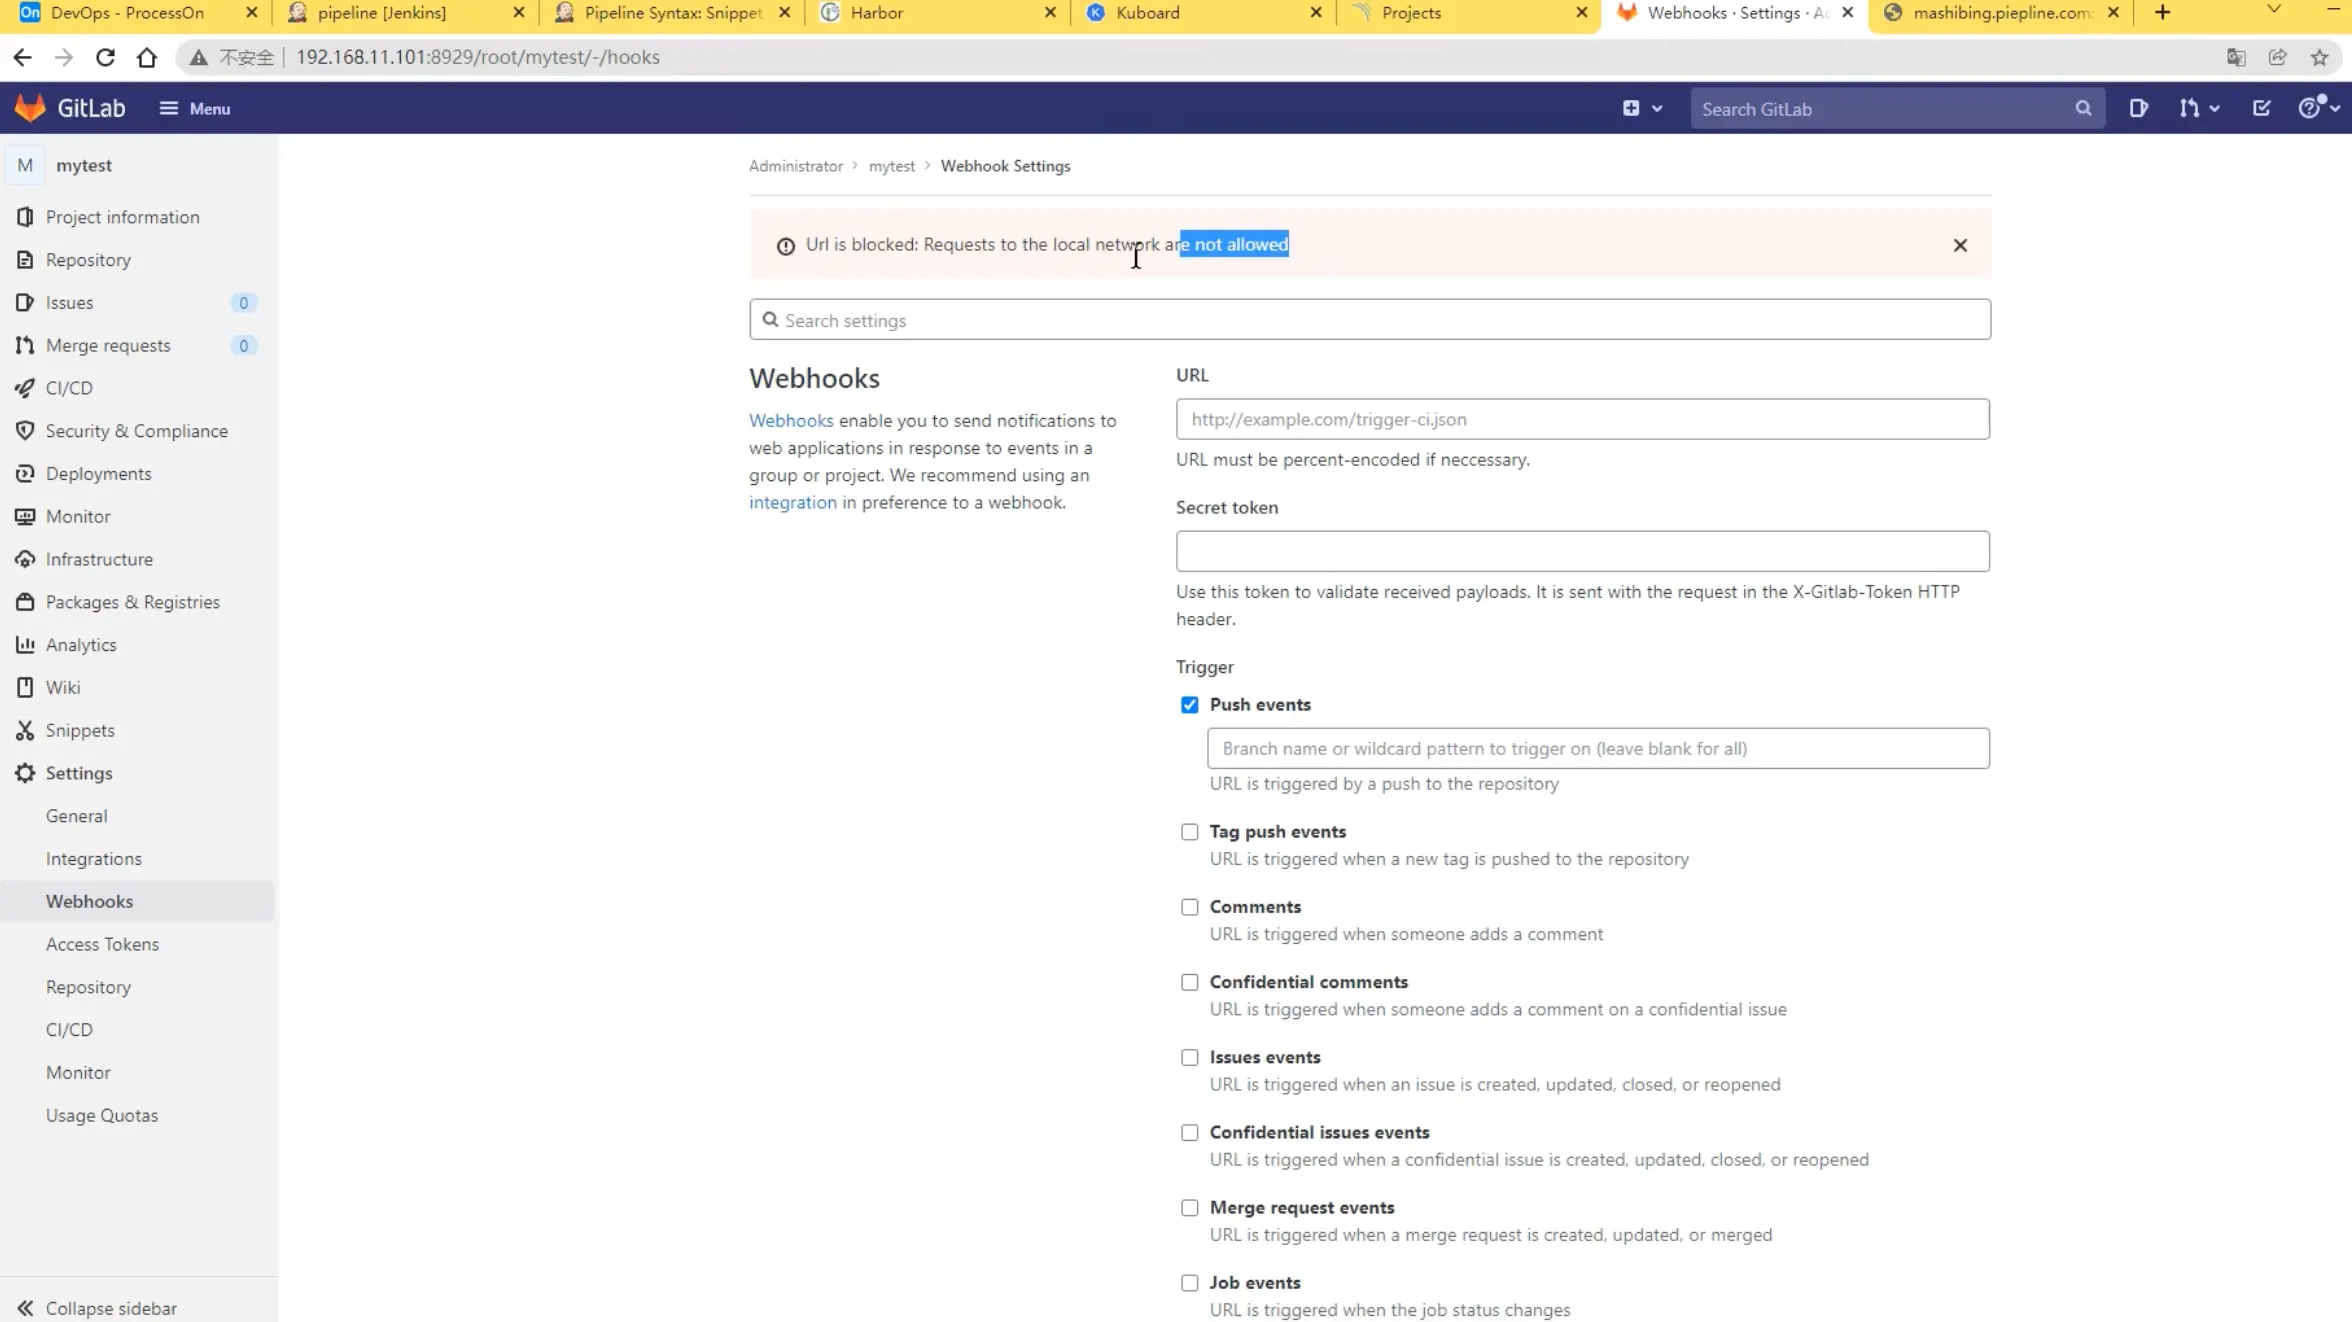 DevOps - ProcessOn
pipeline [Jenkins]
Pipeline Syntax: Snippet
Harbor
Kuboard
Projects
Webhooks · Settings · Ac
mashibing.piepline.com:
不安全 192.168.11.101:8929/root/mytest/-/hooks
GitLab Menu Search GitLab
M mytest
Project information
Repository
Issues 0
Merge requests 0
CI/CD
Security & Compliance
Deployments
Monitor
Infrastructure
Packages & Registries
Analytics
Wiki
Snippets
Settings
General
Integrations
Webhooks
Access Tokens
Repository
CI/CD
Monitor
Usage Quotas
Collapse sidebar
Administrator > mytest > Webhook Settings
Url is blocked: Requests to the local network are not allowed
Search settings
Webhooks
Webhooks enable you to send notifications to
web applications in response to events in a
group or project. We recommend using an
integration in preference to a webhook.
URL
http://example.com/trigger-ci.json
URL must be percent-encoded if neccessary.
Secret token
Use this token to validate received payloads. It is sent with the request in the X-Gitlab-Token HTTP
header.
Trigger
Push events
Branch name or wildcard pattern to trigger on (leave blank for all)
URL is triggered by a push to the repository
Tag push events
URL is triggered when a new tag is pushed to the repository
Comments
URL is triggered when someone adds a comment
Confidential comments
URL is triggered when someone adds a comment on a confidential issue
Issues events
URL is triggered when an issue is created, updated, closed, or reopened
Confidential issues events
URL is triggered when a confidential issue is created, updated, closed, or reopened
Merge request events
URL is triggered when a merge request is created, updated, or merged
Job events
URL is triggered when the job status changes